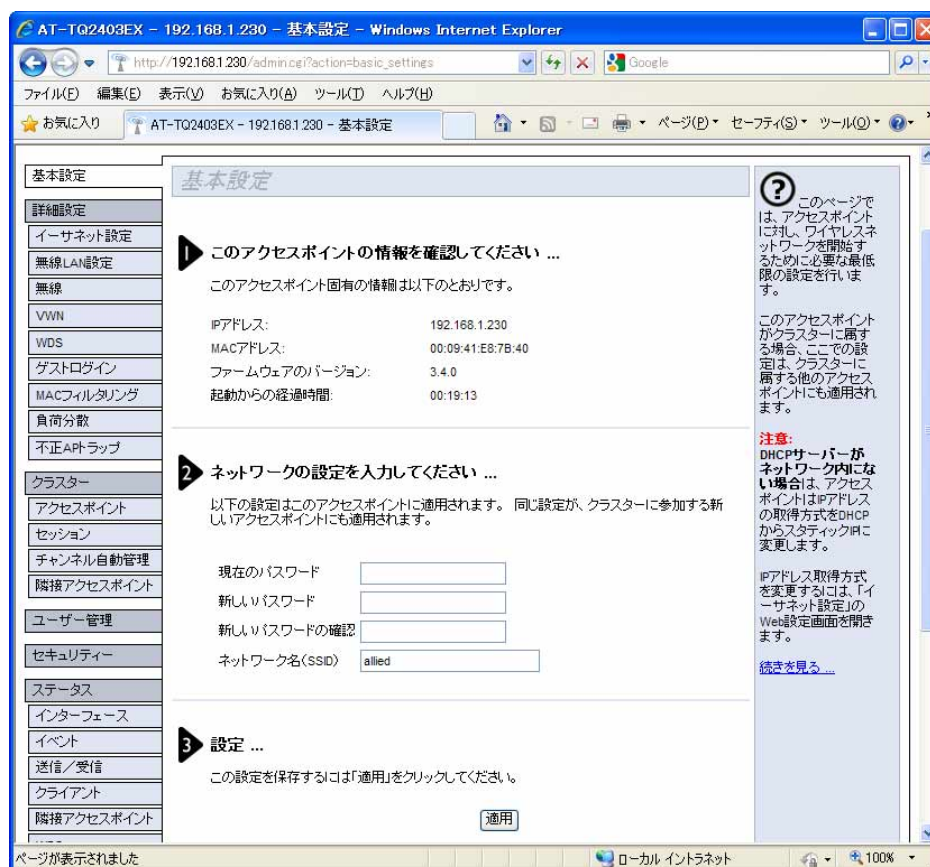 AT-TQ2403EX - 192.168.1.230 - 基本設定 - Windows Internet Explorer
http://192.168.1.230/admin.cgi?action=basic_settings
Google
ファイル(F) 編集(E) 表示(V) お気に入り(A) ツール(T) ヘルプ(H)
お気に入り
AT-TQ2403EX - 192.168.1.230 - 基本設定
ページ(P) セーフティ(S) ツール(O)
基本設定
詳細設定
イーサネット設定
無線LAN設定
無線
VWN
WDS
ゲストログイン
MACフィルタリング
負荷分散
不正APトラップ
クラスター
アクセスポイント
セッション
チャンネル自動管理
隣接アクセスポイント
ユーザー管理
セキュリティー
ステータス
インターフェース
イベント
送信/受信
クライアント
隣接アクセスポイント
基本設定
1 このアクセスポイントの情報を確認してください ...
このアクセスポイント固有の情報は以下のとおりです。
IPアドレス: 192.168.1.230
MACアドレス: 00:09:41:E8:7B:40
ファームウェアのバージョン: 3.4.0
起動からの経過時間: 00:19:13
2 ネットワークの設定を入力してください ...
以下の設定はこのアクセスポイントに適用されます。 同じ設定が、クラスターに参加する新
しいアクセスポイントにも適用されます。
現在のパスワード
新しいパスワード
新しいパスワードの確認
ネットワーク名(SSID) allied
3 設定 ...
この設定を保存するには「適用」をクリックしてください。
適用
? このページで
は、アクセスポイント
に対し、ワイヤレスネ
ットワークを開始す
るために必要な最低
限の設定を行いま
す。
このアクセスポイント
がクラスターに属す
る場合、ここでの設
定は、クラスターに
属する他のアクセス
ポイントにも適用され
ます。
注意:
DHCPサーバーが
ネットワーク内にな
い場合は、アクセス
ポイントはIPアドレス
の取得方式をDHCP
からスタティックIPに
変更します。
IPアドレス取得方式
を変更するには、「イ
ーサネット設定」の
Web設定画面を開き
ます。
続きを見る ...
ページが表示されました
ローカル イントラネット
100%